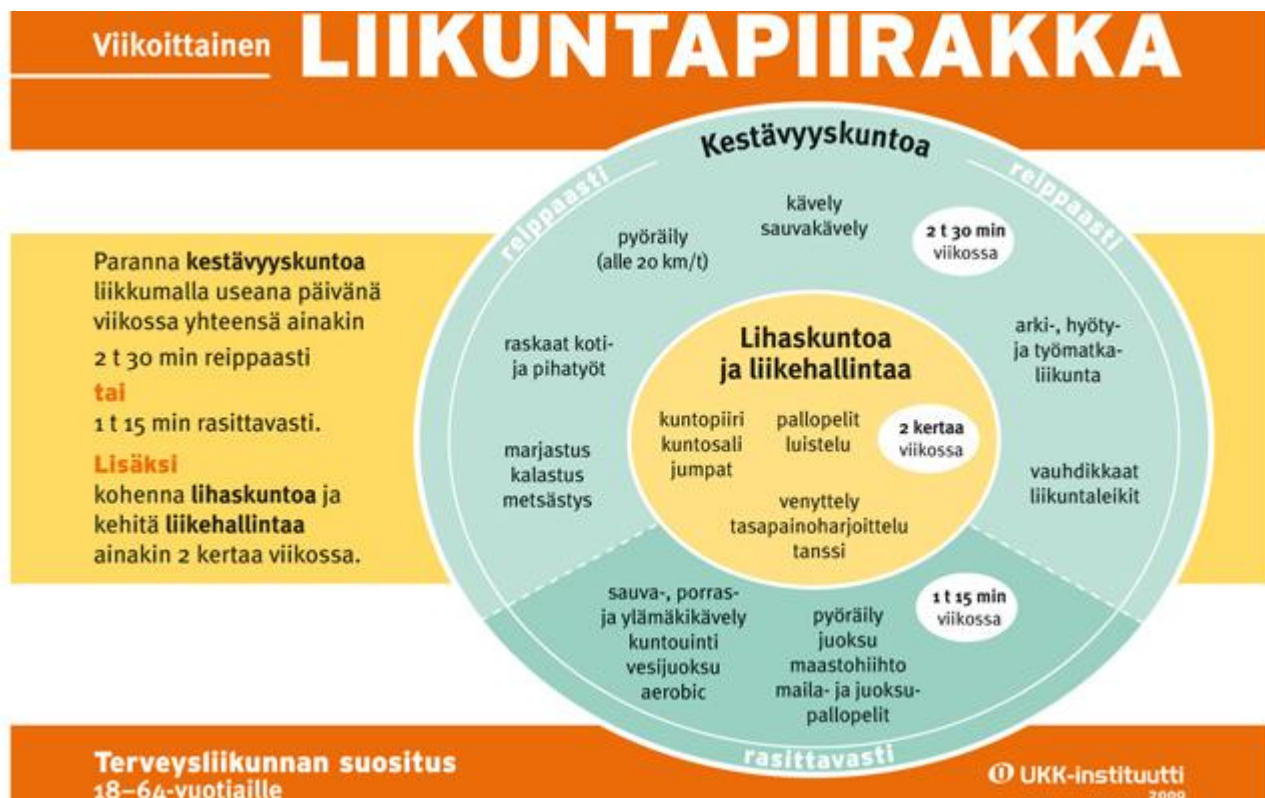 Viikoittainen LIIKUNTAPIIRAKKA
Paranna kestävyyskuntoa
liikkumalla useana päivänä
viikossa yhteensä ainakin
2 t 30 min reippaasti
tai
1 t 15 min rasittavasti.
Lisäksi
kohenna lihaskuntoa ja
kehitä liikehallintaa
ainakin 2 kertaa viikossa.
Kestävyyskuntoa
reippaasti
reippaasti
kävely
sauvakävely
2 t 30 min
viikossa
pyöräily
(alle 20 km/t)
raskaat koti-
ja pihatyöt
marjastus
kalastus
metsästys
arki-, hyöty-
ja työmatka-
liikunta
vauhdikkaat
liikuntaleikit
Lihaskuntoa
ja liikehallintaa
kuntopiiri
kuntosali
jumpat
pallopelit
luistelu
2 kertaa
viikossa
venyttely
tasapainoharjoittelu
tanssi
sauva-, porras-
ja ylämäkikävely
kuntouinti
vesijuoksu
aerobic
pyöräily
juoksu
maastohiihto
maila- ja juoksu-
pallopelit
1 t 15 min
viikossa
rasittavasti
Terveysliikunnan suositus
18–64-vuotiaille
UKK-instituutti
2009